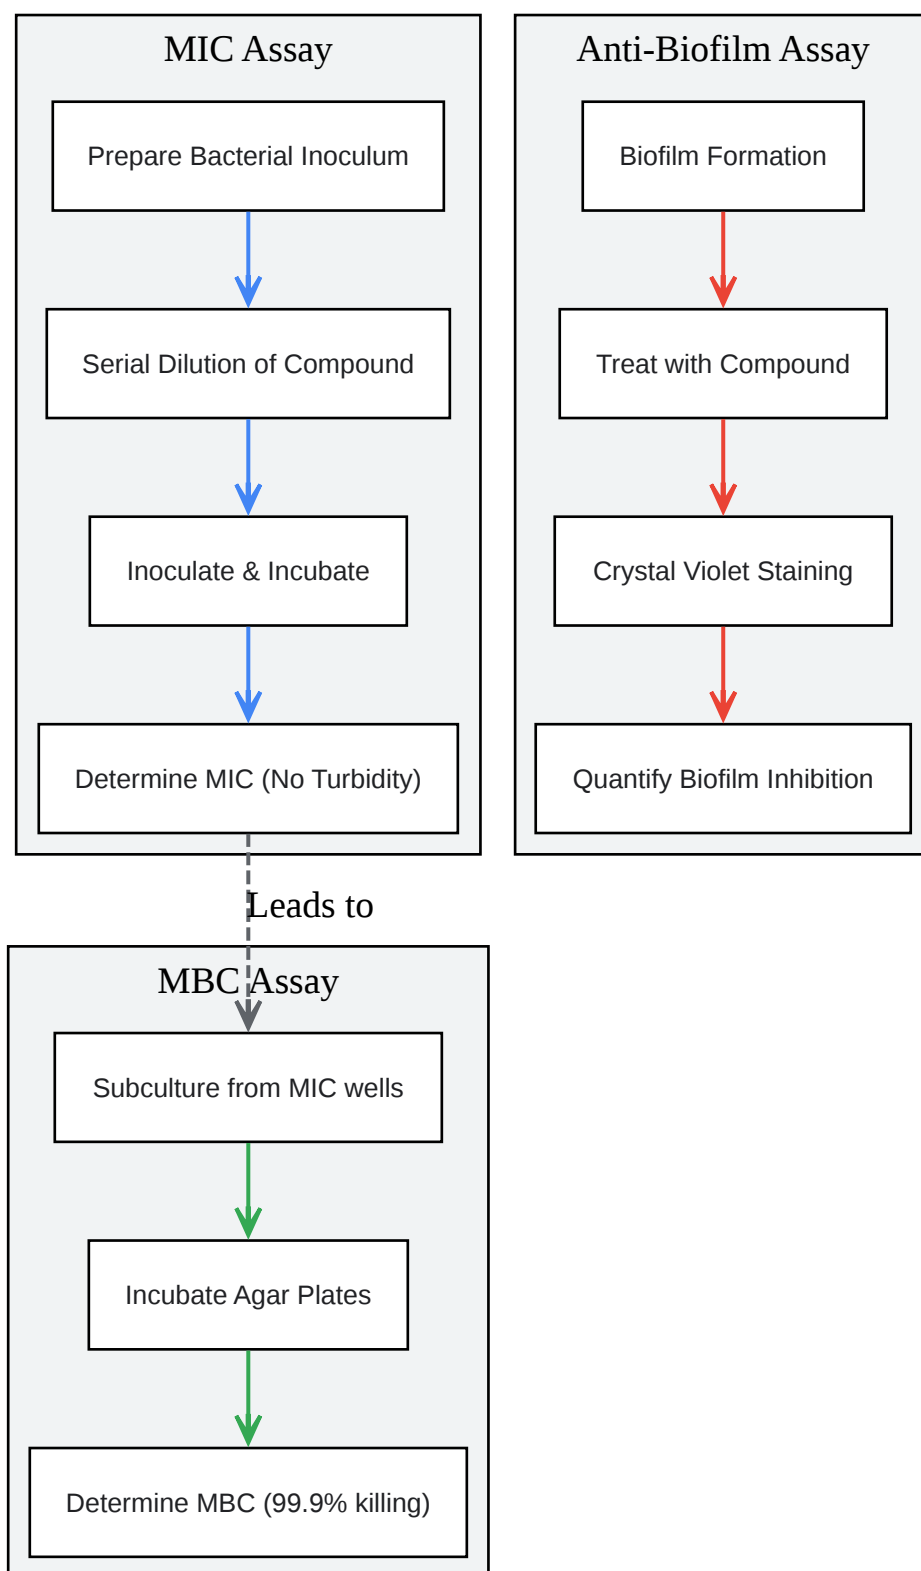 MIC Assay
Prepare Bacterial Inoculum
Serial Dilution of Compound
Inoculate & Incubate
Determine MIC (No Turbidity)
Anti-Biofilm Assay
Biofilm Formation
Treat with Compound
Crystal Violet Staining
Quantify Biofilm Inhibition
Leads to
MBC Assay
Subculture from MIC wells
Incubate Agar Plates
Determine MBC (99.9% killing)